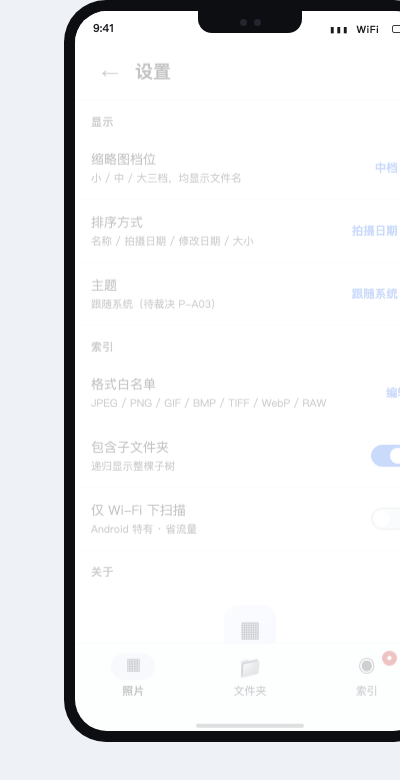 9:41
WiFi
← 设置
显示
缩略图档位
小 / 中 / 大三档，均显示文件名
中档
排序方式
名称 / 拍摄日期 / 修改日期 / 大小
拍摄日期
主题
跟随系统（待裁决 P-A03）
跟随系统
索引
格式白名单
JPEG / PNG / GIF / BMP / TIFF / WebP / RAW
编辑
包含子文件夹
递归显示整棵子树
仅 Wi-Fi 下扫描
Android 特有 · 省流量
关于
照片
文件夹
索引